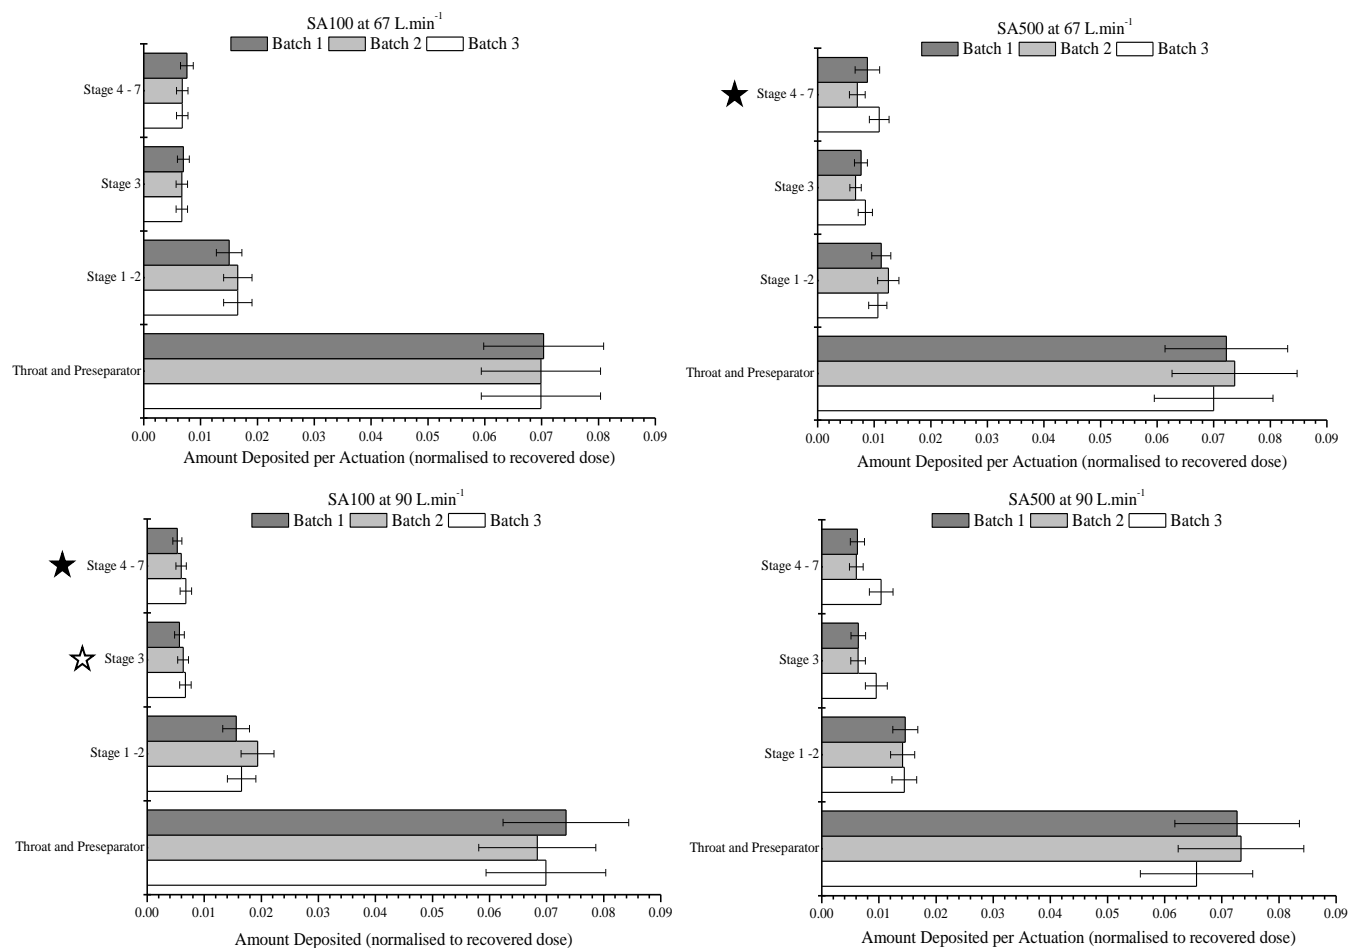 SA100 at 67 L.min-1
Batch 1 Batch 2 Batch 3
Stage 4 - 7
Stage 3
Stage 1 -2
Throat and Preseparator
0.00 0.01 0.02 0.03 0.04 0.05 0.06 0.07 0.08 0.09
Amount Deposited per Actuation (normalised to recovered dose)
SA500 at 67 L.min-1
Batch 1 Batch 2 Batch 3
Stage 4 - 7
Stage 3
Stage 1 -2
Throat and Preseparator
0.00 0.01 0.02 0.03 0.04 0.05 0.06 0.07 0.08 0.09
Amount Deposited per Actuation (normalised to recovered dose)
SA100 at 90 L.min-1
Batch 1 Batch 2 Batch 3
Stage 4 - 7
Stage 3
Stage 1 -2
Throat and Preseparator
0.00 0.01 0.02 0.03 0.04 0.05 0.06 0.07 0.08 0.09
Amount Deposited (normalised to recovered dose)
SA500 at 90 L.min-1
Batch 1 Batch 2 Batch 3
Stage 4 - 7
Stage 3
Stage 1 -2
Throat and Preseparator
0.00 0.01 0.02 0.03 0.04 0.05 0.06 0.07 0.08 0.09
Amount Deposited per Actuation (normalised to recovered dose)